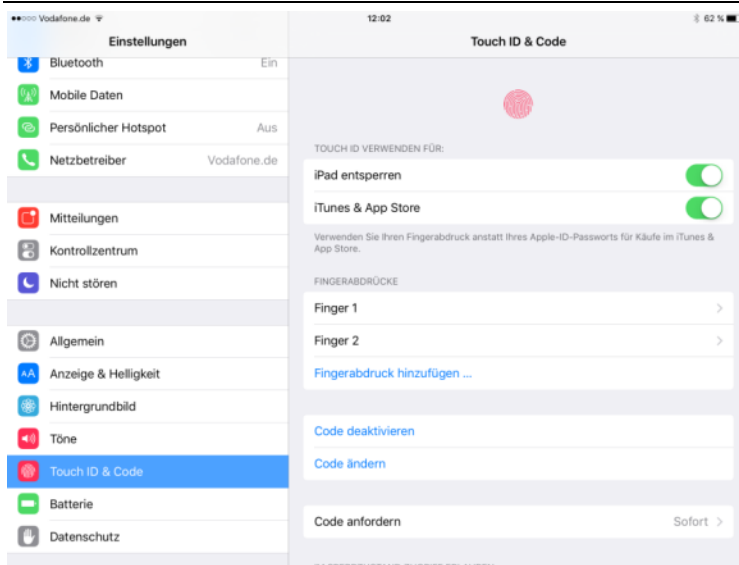 Vodafone.de 12:02 62 %
Einstellungen
Touch ID & Code
Bluetooth Ein
Mobile Daten
Persönlicher Hotspot Aus
Netzbetreiber Vodafone.de
Mitteilungen
Kontrollzentrum
Nicht stören
Allgemein
AA Anzeige & Helligkeit
Hintergrundbild
Töne
Touch ID & Code
Batterie
Datenschutz
TOUCH ID VERWENDEN FÜR:
iPad entsperren
iTunes & App Store
Verwenden Sie Ihren Fingerabdruck anstatt Ihres Apple-ID-Passworts für Käufe im iTunes &
App Store.
FINGERABDRÜCKE
Finger 1
Finger 2
Fingerabdruck hinzufügen ...
Code deaktivieren
Code ändern
Code anfordern Sofort